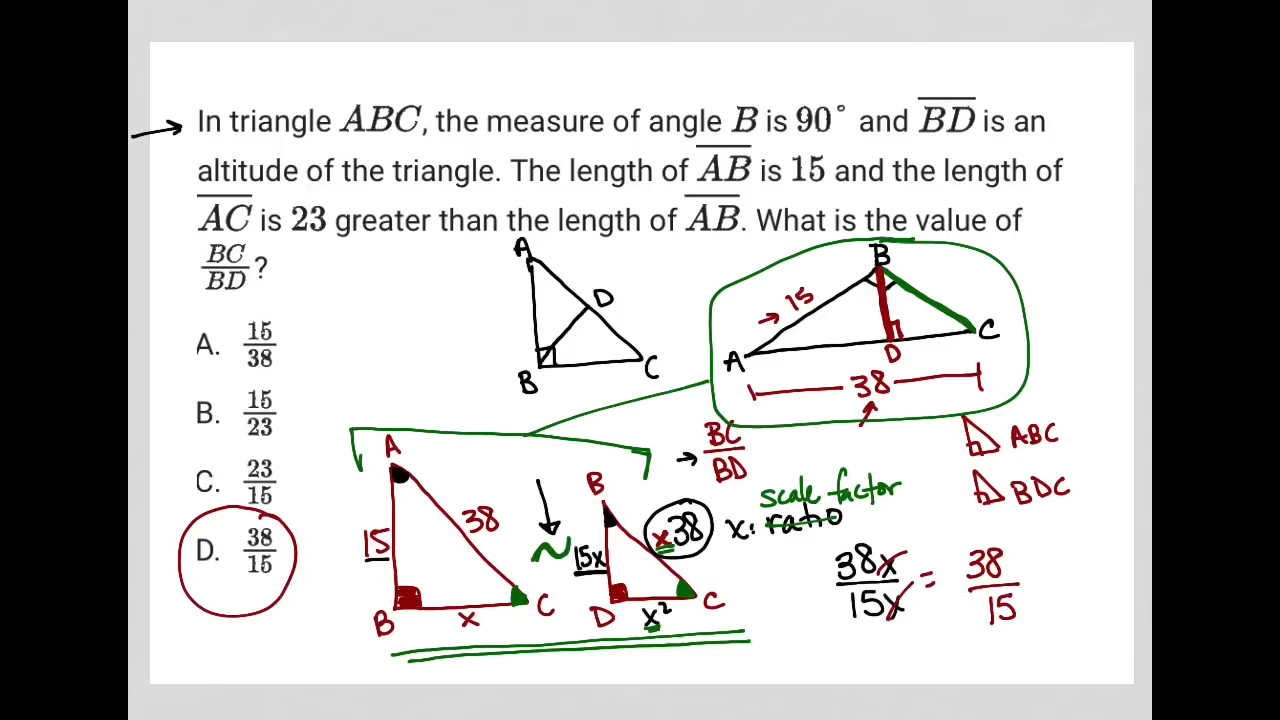 In triangle ABC, the measure of angle B is 90° and BD is an
altitude of the triangle. The length of AB is 15 and the length of
AC is 23 greater than the length of AB. What is the value of
BC/BD?
A. 15/38
B. 15/23
C. 23/15
D. 38/15
A
D
B
C
B
15
A
D
C
38
A
15
38
B
x
C
~
B
15x
x38
D
x²
C
BC/BD
scale factor
x: ratio
ABC
BDC
38x/15x = 38/15